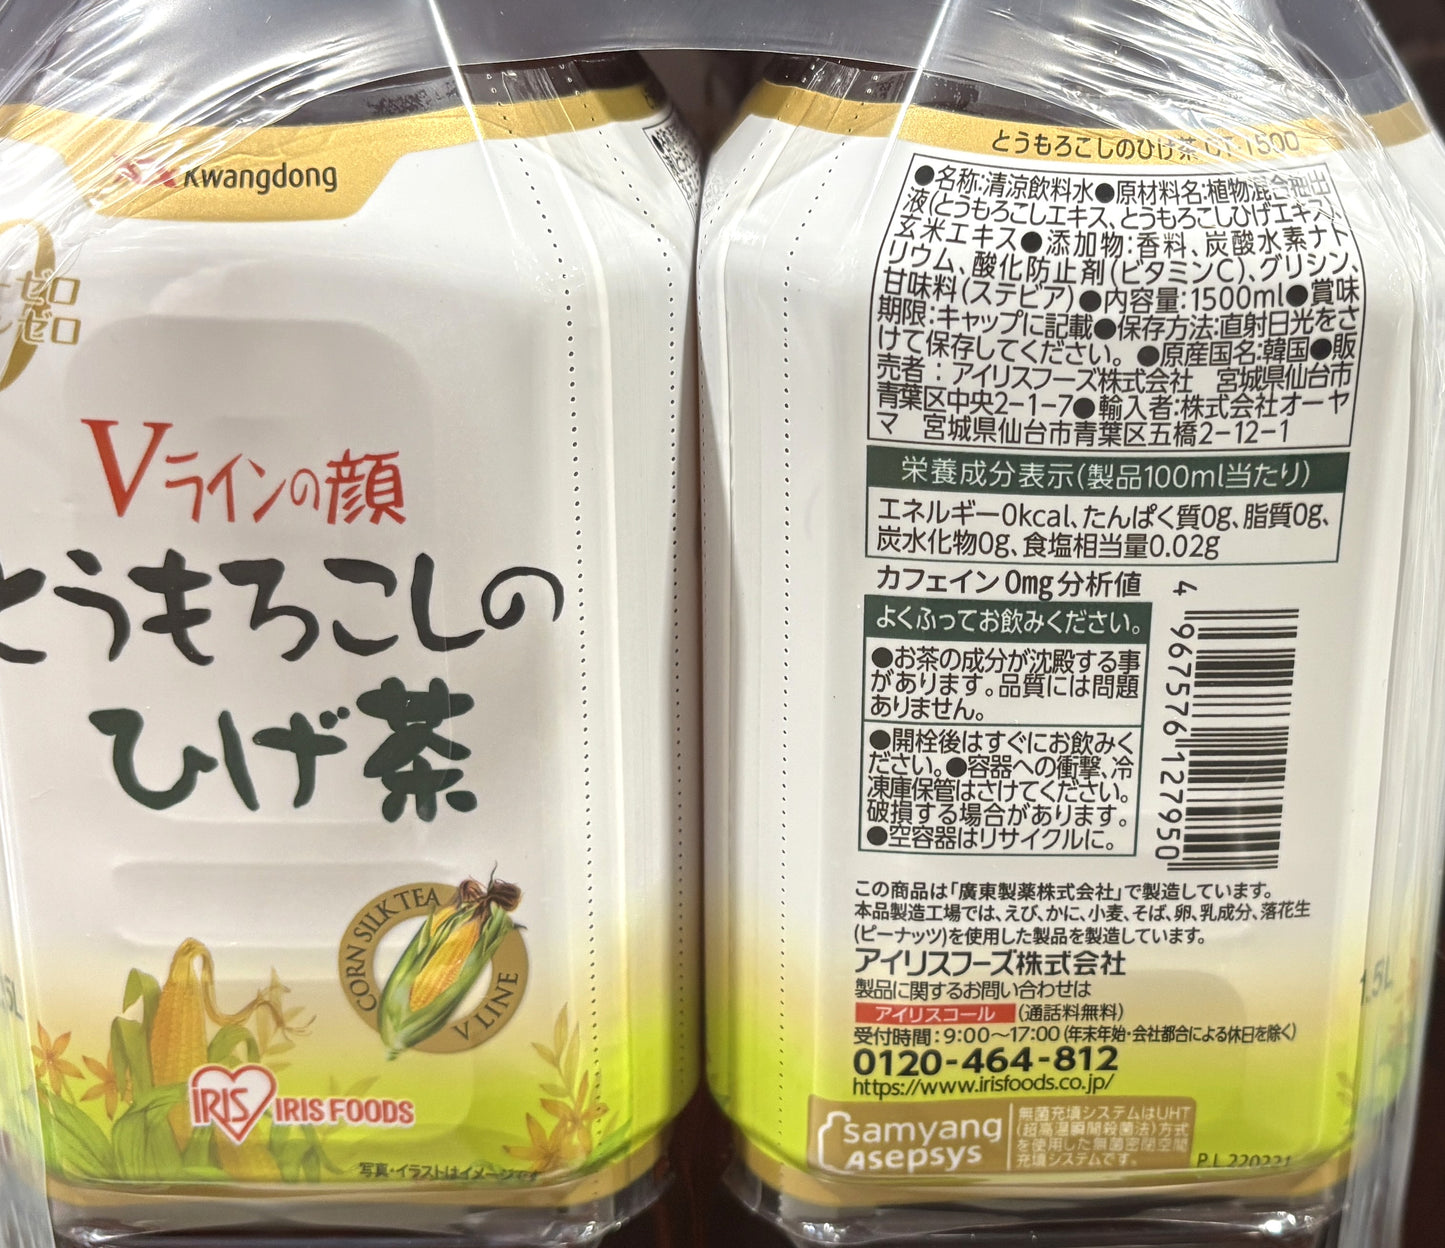 Kwangdong
ゼロ
ゼロ
Vラインの顔
とうもろこしの
ひげ茶
CORN SILK TEA
V LINE
IRIS
IRIS FOODS
写真・イラストはイメージです
とうもろこしのひげ茶 CT-1500
●名称:清涼飲料水●原材料名:植物混合抽出
液(とうもろこしエキス、とうもろこしひげエキス、
玄米エキス●添加物:香料、炭酸水素ナト
リウム、酸化防止剤(ビタミンC)、グリシン、
甘味料(ステビア)●内容量:1500ml●賞味
期限:キャップに記載●保存方法:直射日光をさ
けて保存してください。●原産国名:韓国●販
売者:アイリスフーズ株式会社 宮城県仙台市
青葉区中央2-1-7●輸入者:株式会社オーヤ
マ 宮城県仙台市青葉区五橋2-12-1
栄養成分表示(製品100ml当たり)
エネルギー0kcal、たんぱく質0g、脂質0g、
炭水化物0g、食塩相当量0.02g
カフェイン0mg分析値
よくふってお飲みください。
●お茶の成分が沈殿する事
があります。品質には問題
ありません。
●開栓後はすぐにお飲みく
ださい。●容器への衝撃、冷
凍庫保管はさけてください。
破損する場合があります。
●空容器はリサイクルに。
4 967576 127950
この商品は「廣東製薬株式会社」で製造しています。
本品製造工場では、えび、かに、小麦、そば、卵、乳成分、落花生
(ピーナッツ)を使用した製品を製造しています。
アイリスフーズ株式会社
製品に関するお問い合わせは
アイリスコール (通話料無料)
受付時間:9:00〜17:00(年末年始・会社都合による休日を除く)
0120-464-812
https://www.irisfoods.co.jp/
samyang
Asepsys
無菌充填システムはUHT
(超高温瞬間殺菌法)方式
を使用した無菌密閉空間
充填システムです。
P.L 220221
1.5L